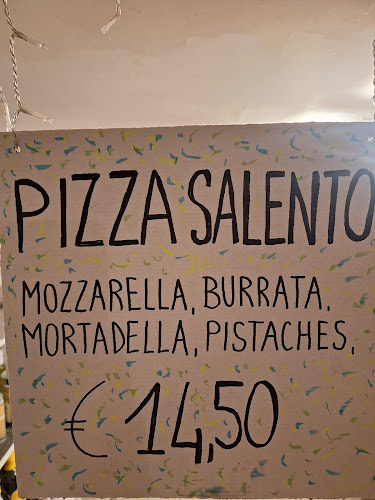 PIZZA SALENTO
MOZZARELLA, BURRATA,
MORTADELLA, PISTACHES,
€ 14,50